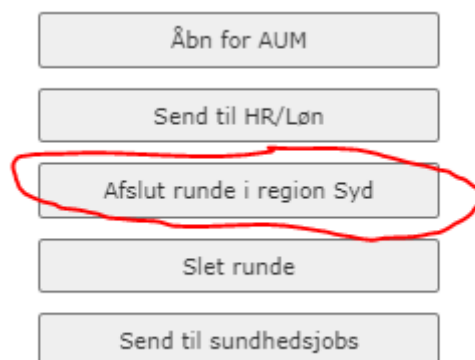 Åbn for AUM
Send til HR/Løn
Afslut runde i region Syd
Slet runde
Send til sundhedsjobs